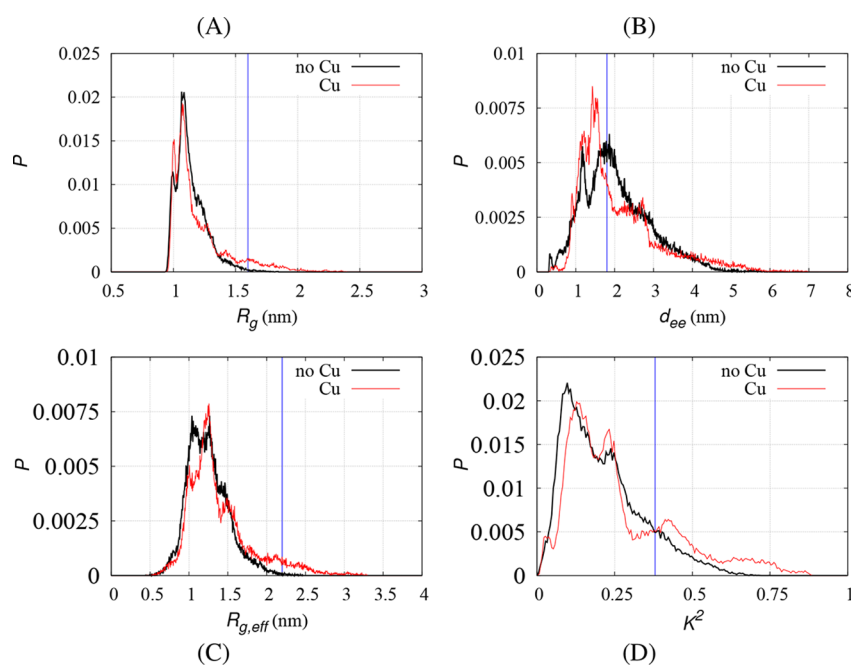 (A)
(B)
0.025
0.02
0.015
0.01
0.005
0
P
no Cu
Cu
0.5
1
1.5
2
2.5
3
R_g (nm)
0.01
0.0075
0.005
0.0025
0
P
no Cu
Cu
0
1
2
3
4
5
6
7
8
d_ee (nm)
0.01
0.0075
0.005
0.0025
0
P
no Cu
Cu
0
0.5
1
1.5
2
2.5
3
3.5
4
R_g,eff (nm)
0.025
0.02
0.015
0.01
0.005
0
P
no Cu
Cu
0
0.25
0.5
0.75
1
K²
(C)
(D)